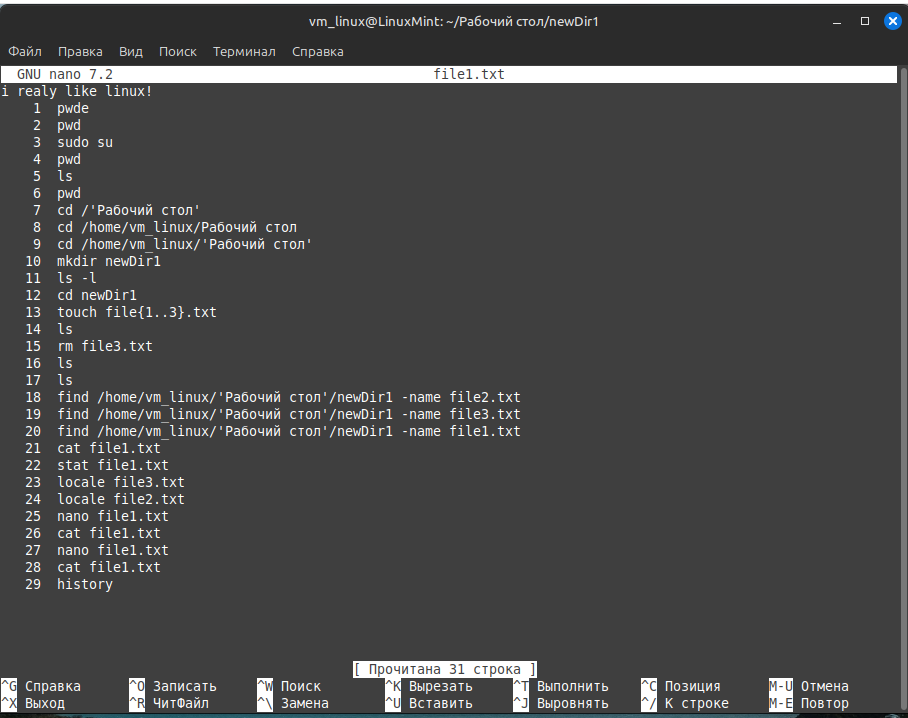 vm_linux@LinuxMint: ~/Рабочий стол/newDir1
Файл Правка Вид Поиск Терминал Справка
GNU nano 7.2 file1.txt
i realy like linux!
1 pwde
2 pwd
3 sudo su
4 pwd
5 ls
6 pwd
7 cd /'Рабочий стол'
8 cd /home/vm_linux/Рабочий стол
9 cd /home/vm_linux/'Рабочий стол'
10 mkdir newDir1
11 ls -l
12 cd newDir1
13 touch file{1..3}.txt
14 ls
15 rm file3.txt
16 ls
17 ls
18 find /home/vm_linux/'Рабочий стол'/newDir1 -name file2.txt
19 find /home/vm_linux/'Рабочий стол'/newDir1 -name file3.txt
20 find /home/vm_linux/'Рабочий стол'/newDir1 -name file1.txt
21 cat file1.txt
22 stat file1.txt
23 locale file3.txt
24 locale file2.txt
25 nano file1.txt
26 cat file1.txt
27 nano file1.txt
28 cat file1.txt
29 history
[ Прочитана 31 строка ]
^G Справка ^O Записать ^W Поиск ^K Вырезать ^T Выполнить ^C Позиция M-U Отмена
^X Выход ^R ЧитФайл ^\ Замена ^U Вставить ^J Выровнять ^/ К строке M-E Повтор